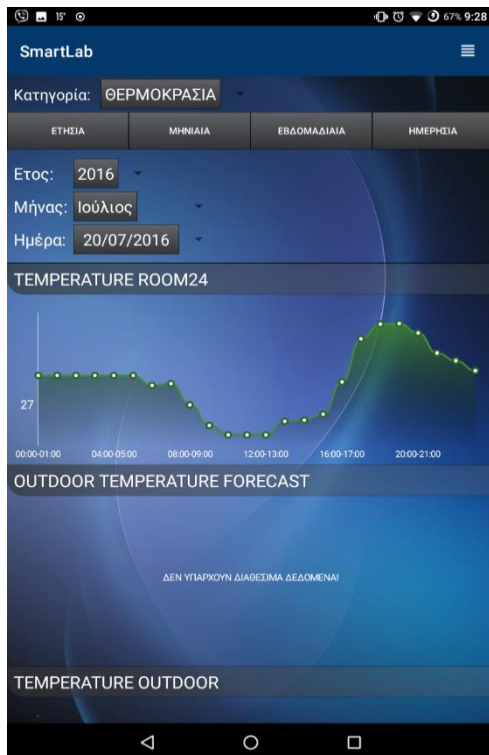 15° 67% 9:28
SmartLab
Κατηγορία: ΘΕΡΜΟΚΡΑΣΙΑ
ΕΤΗΣΙΑ ΜΗΝΙΑΙΑ ΕΒΔΟΜΑΔΙΑΙΑ ΗΜΕΡΗΣΙΑ
Ετος: 2016
Μήνας: Ιούλιος
Ημέρα: 20/07/2016
TEMPERATURE ROOM24
27
00:00-01:00 04:00-05:00 08:00-09:00 12:00-13:00 16:00-17:00 20:00-21:00
OUTDOOR TEMPERATURE FORECAST
ΔΕΝ ΥΠΑΡΧΟΥΝ ΔΙΑΘΕΣΙΜΑ ΔΕΔΟΜΕΝΑ!
TEMPERATURE OUTDOOR